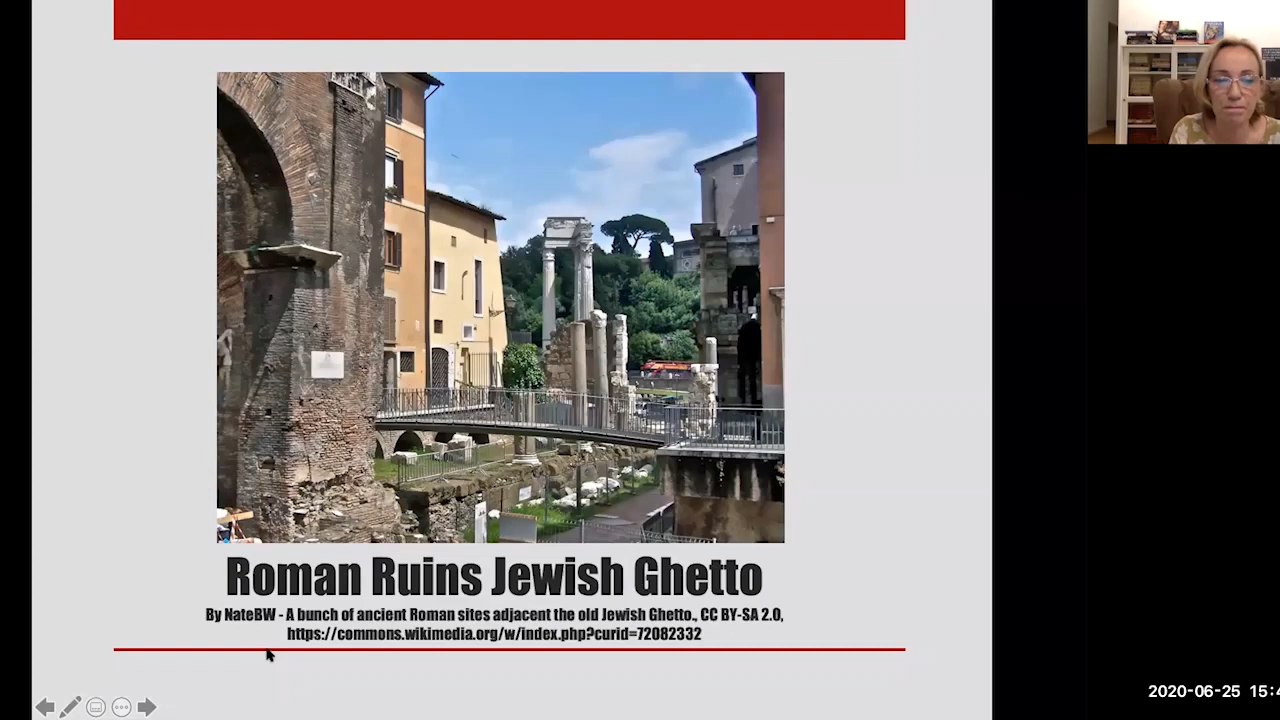 Roman Ruins Jewish Ghetto
By NateBW - A bunch of ancient Roman sites adjacent the old Jewish Ghetto., CC BY-SA 2.0,
https://commons.wikimedia.org/w/index.php?curid=72082332
2020-06-25 15:4